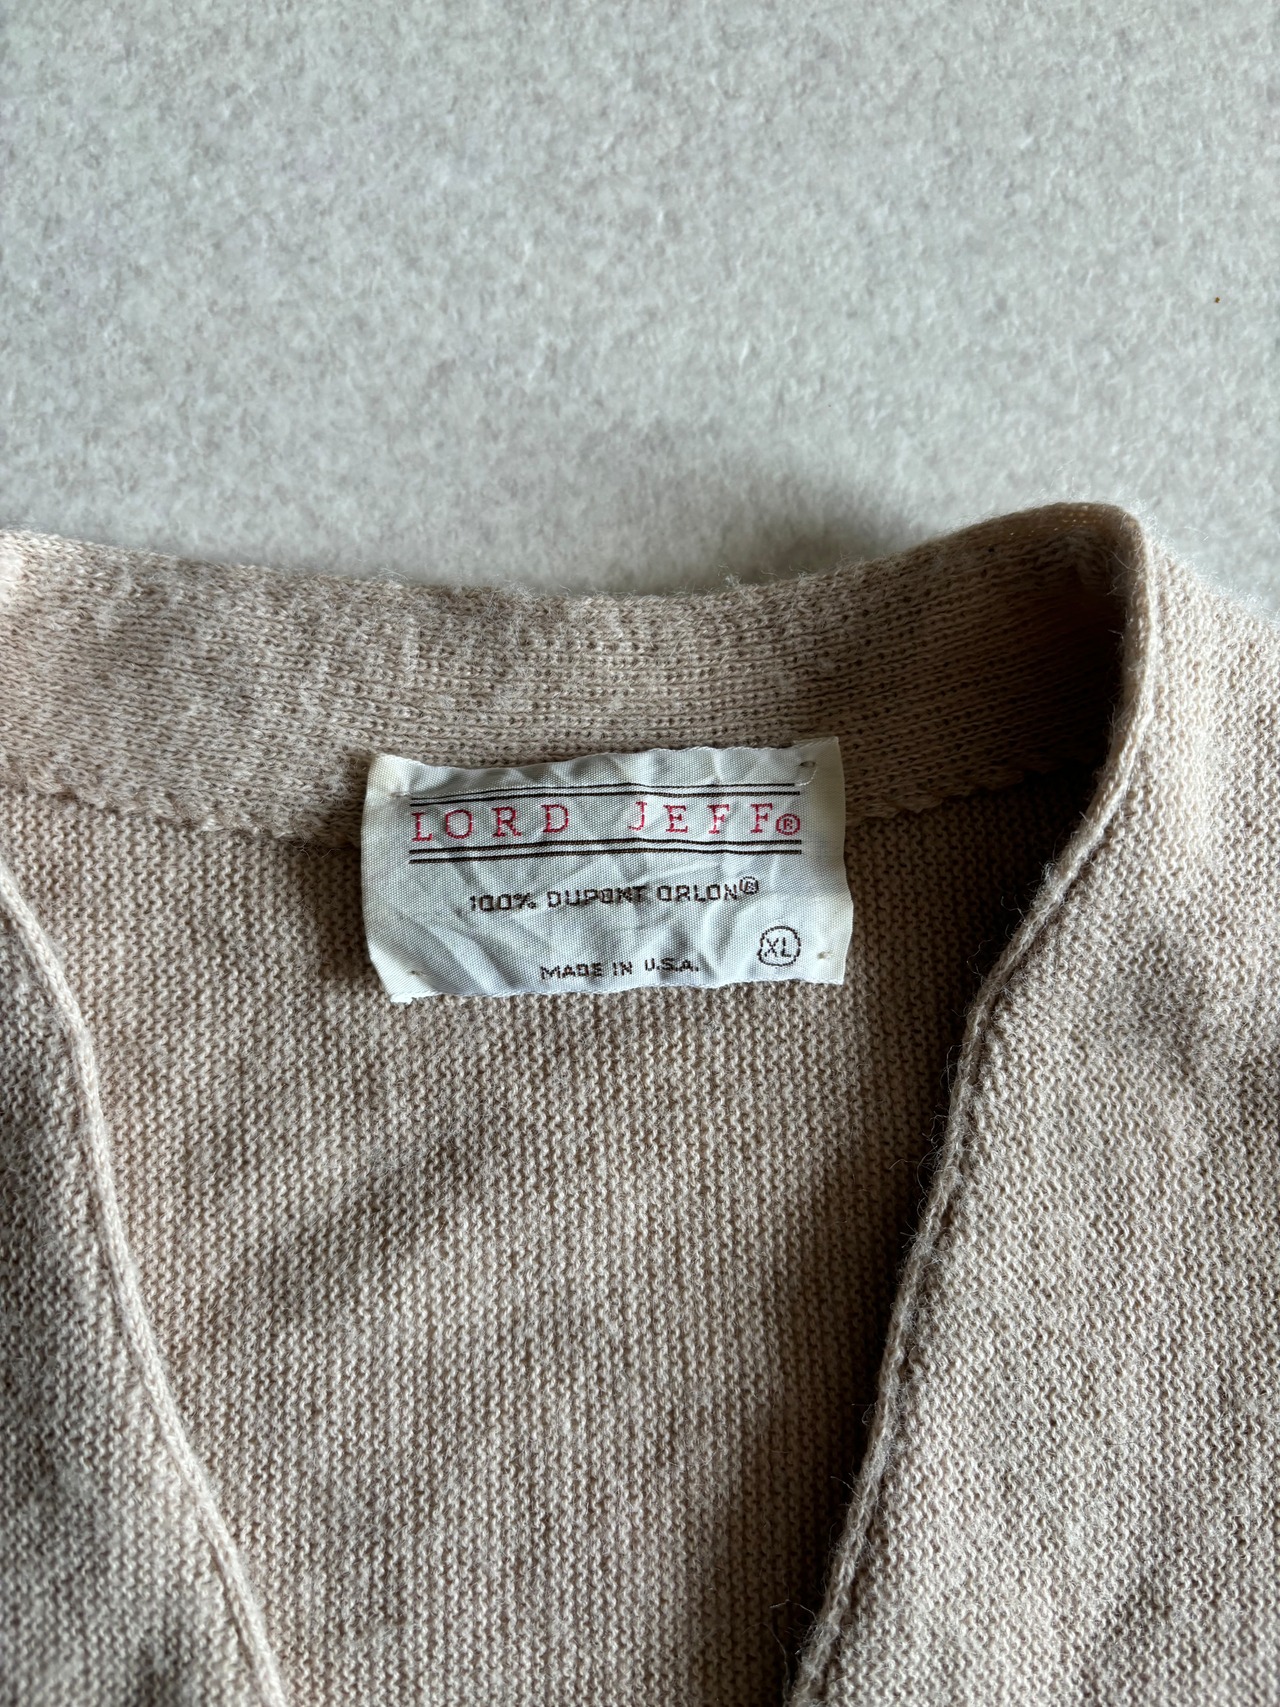 LORD JEFF®
100% DUPONT ORLON®
XL
MADE IN U.S.A.